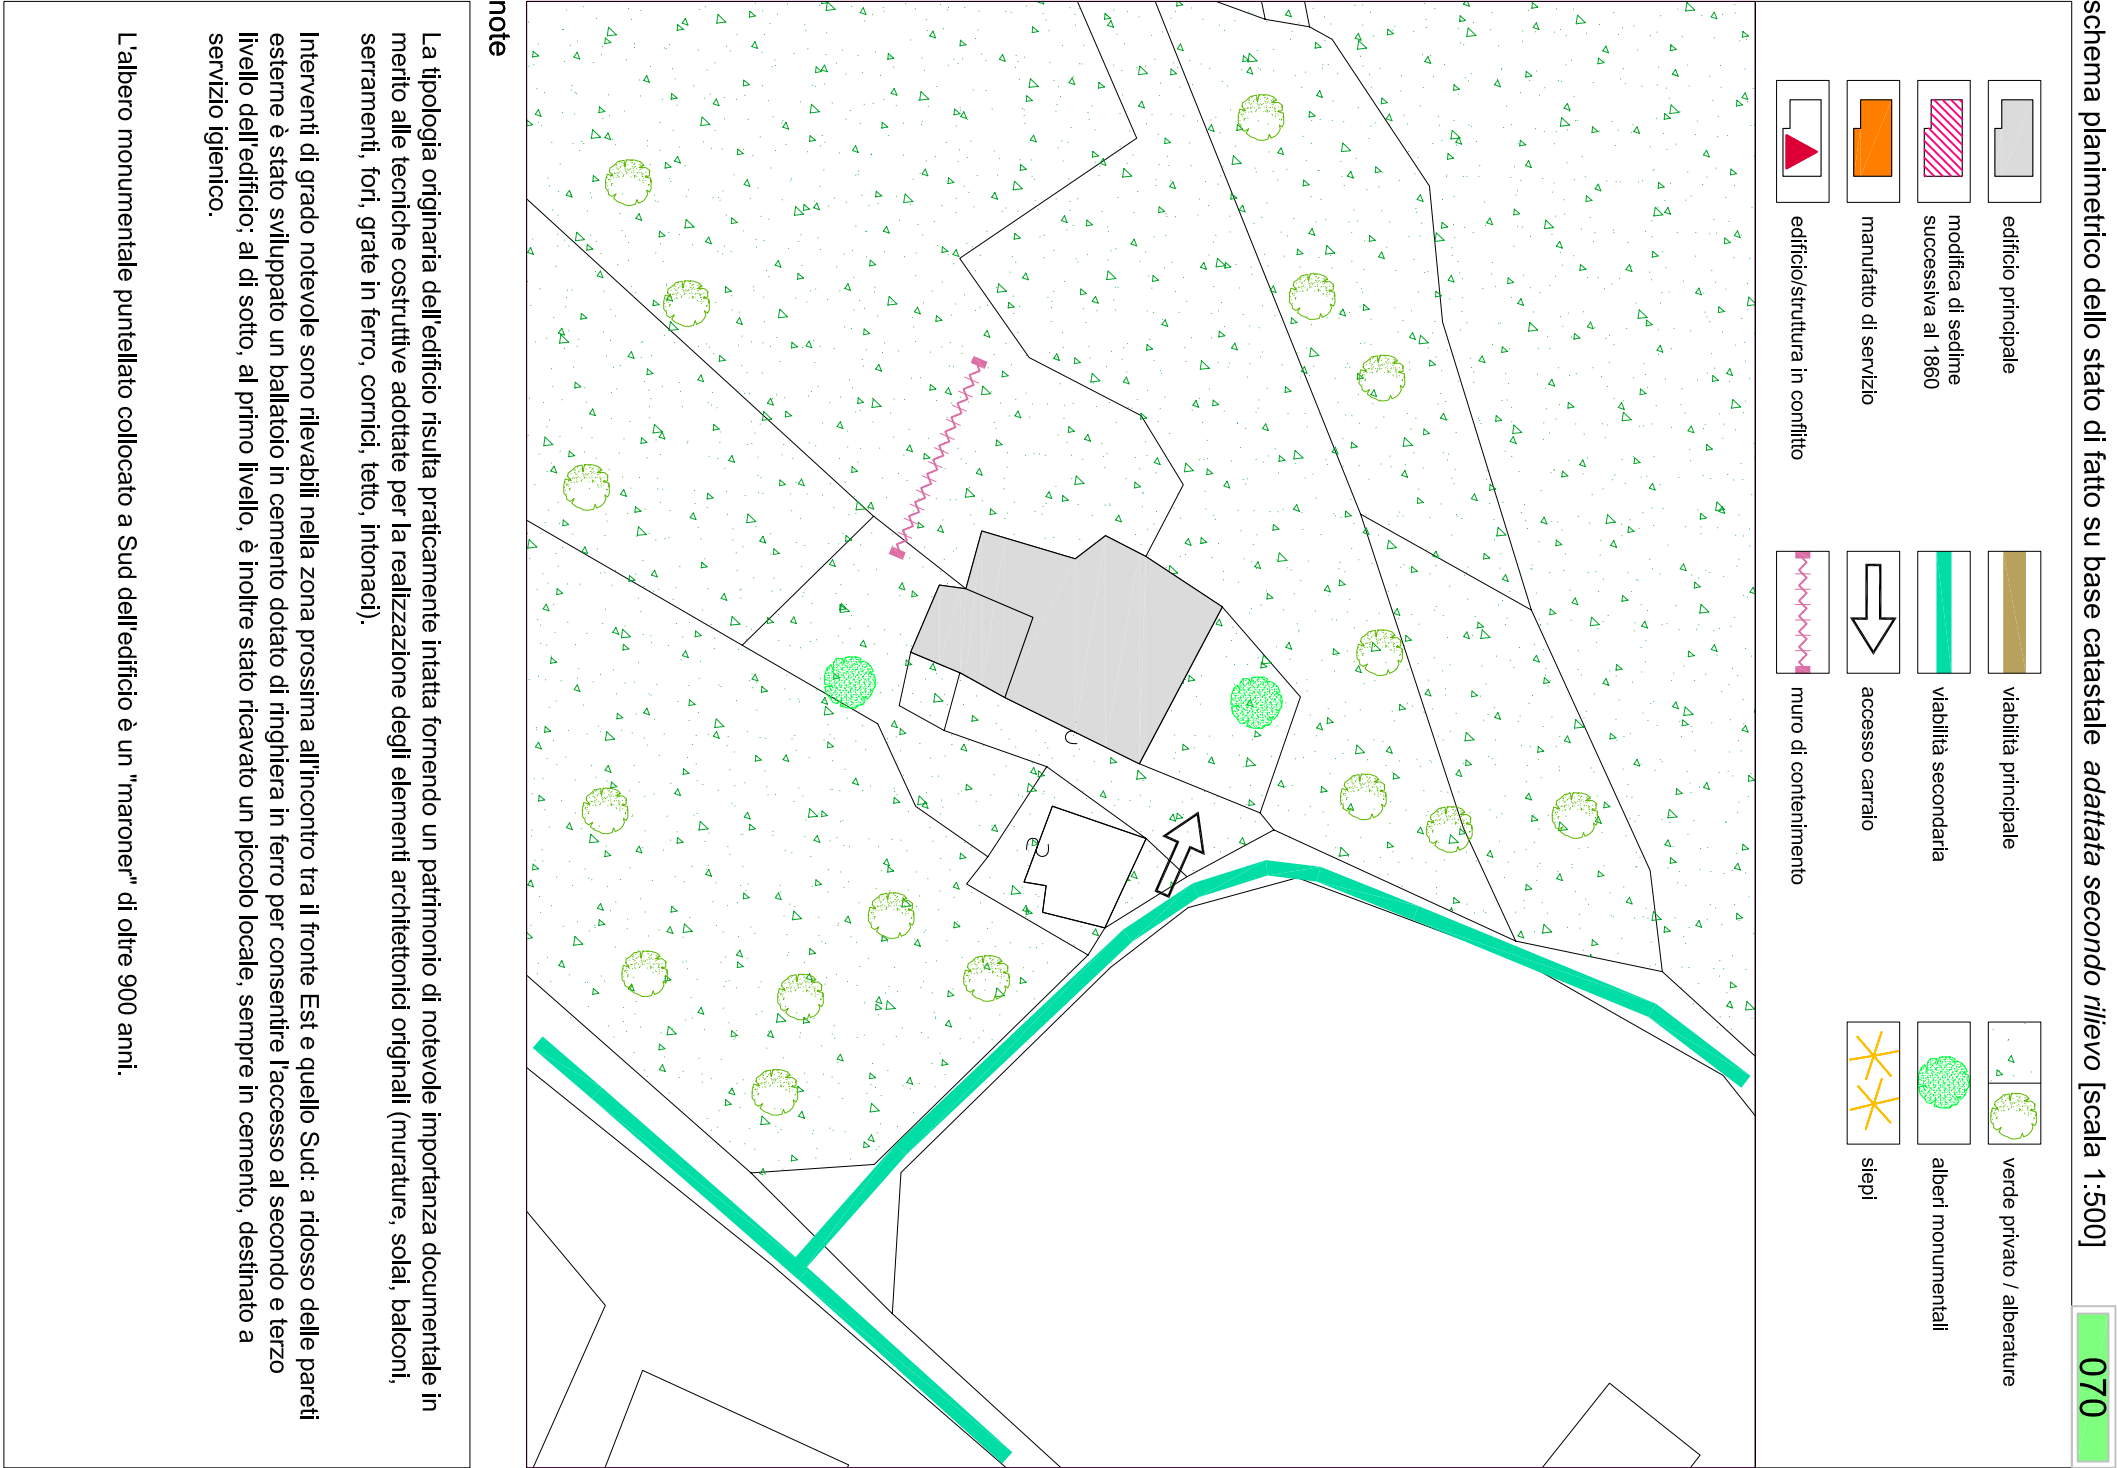 schema planimetrico dello stato di fatto su base catastale adattata secondo rilievo [scala 1:500]
070
edificio principale
modifica di sedime
successiva al 1860
manufatto di servizio
edificio/struttura in conflitto
viabilità principale
viabilità secondaria
accesso carraio
muro di contenimento
verde privato / alberature
alberi monumentali
siepi
note
La tipologia originaria dell'edificio risulta praticamente intatta fornendo un patrimonio di notevole importanza documentale in
merito alle tecniche costruttive adottate per la realizzazione degli elementi architettonici originali (murature, solai, balconi,
serramenti, fori, grate in ferro, cornici, tetto, intonaci).
Interventi di grado notevole sono rilevabili nella zona prossima all'incontro tra il fronte Est e quello Sud: a ridosso delle pareti
esterne è stato sviluppato un ballatoio in cemento dotato di ringhiera in ferro per consentire l'accesso al secondo e terzo
livello dell'edificio; al di sotto, al primo livello, è inoltre stato ricavato un piccolo locale, sempre in cemento, destinato a
servizio igienico.
L'albero monumentale puntellato collocato a Sud dell'edificio è un "maroner" di oltre 900 anni.